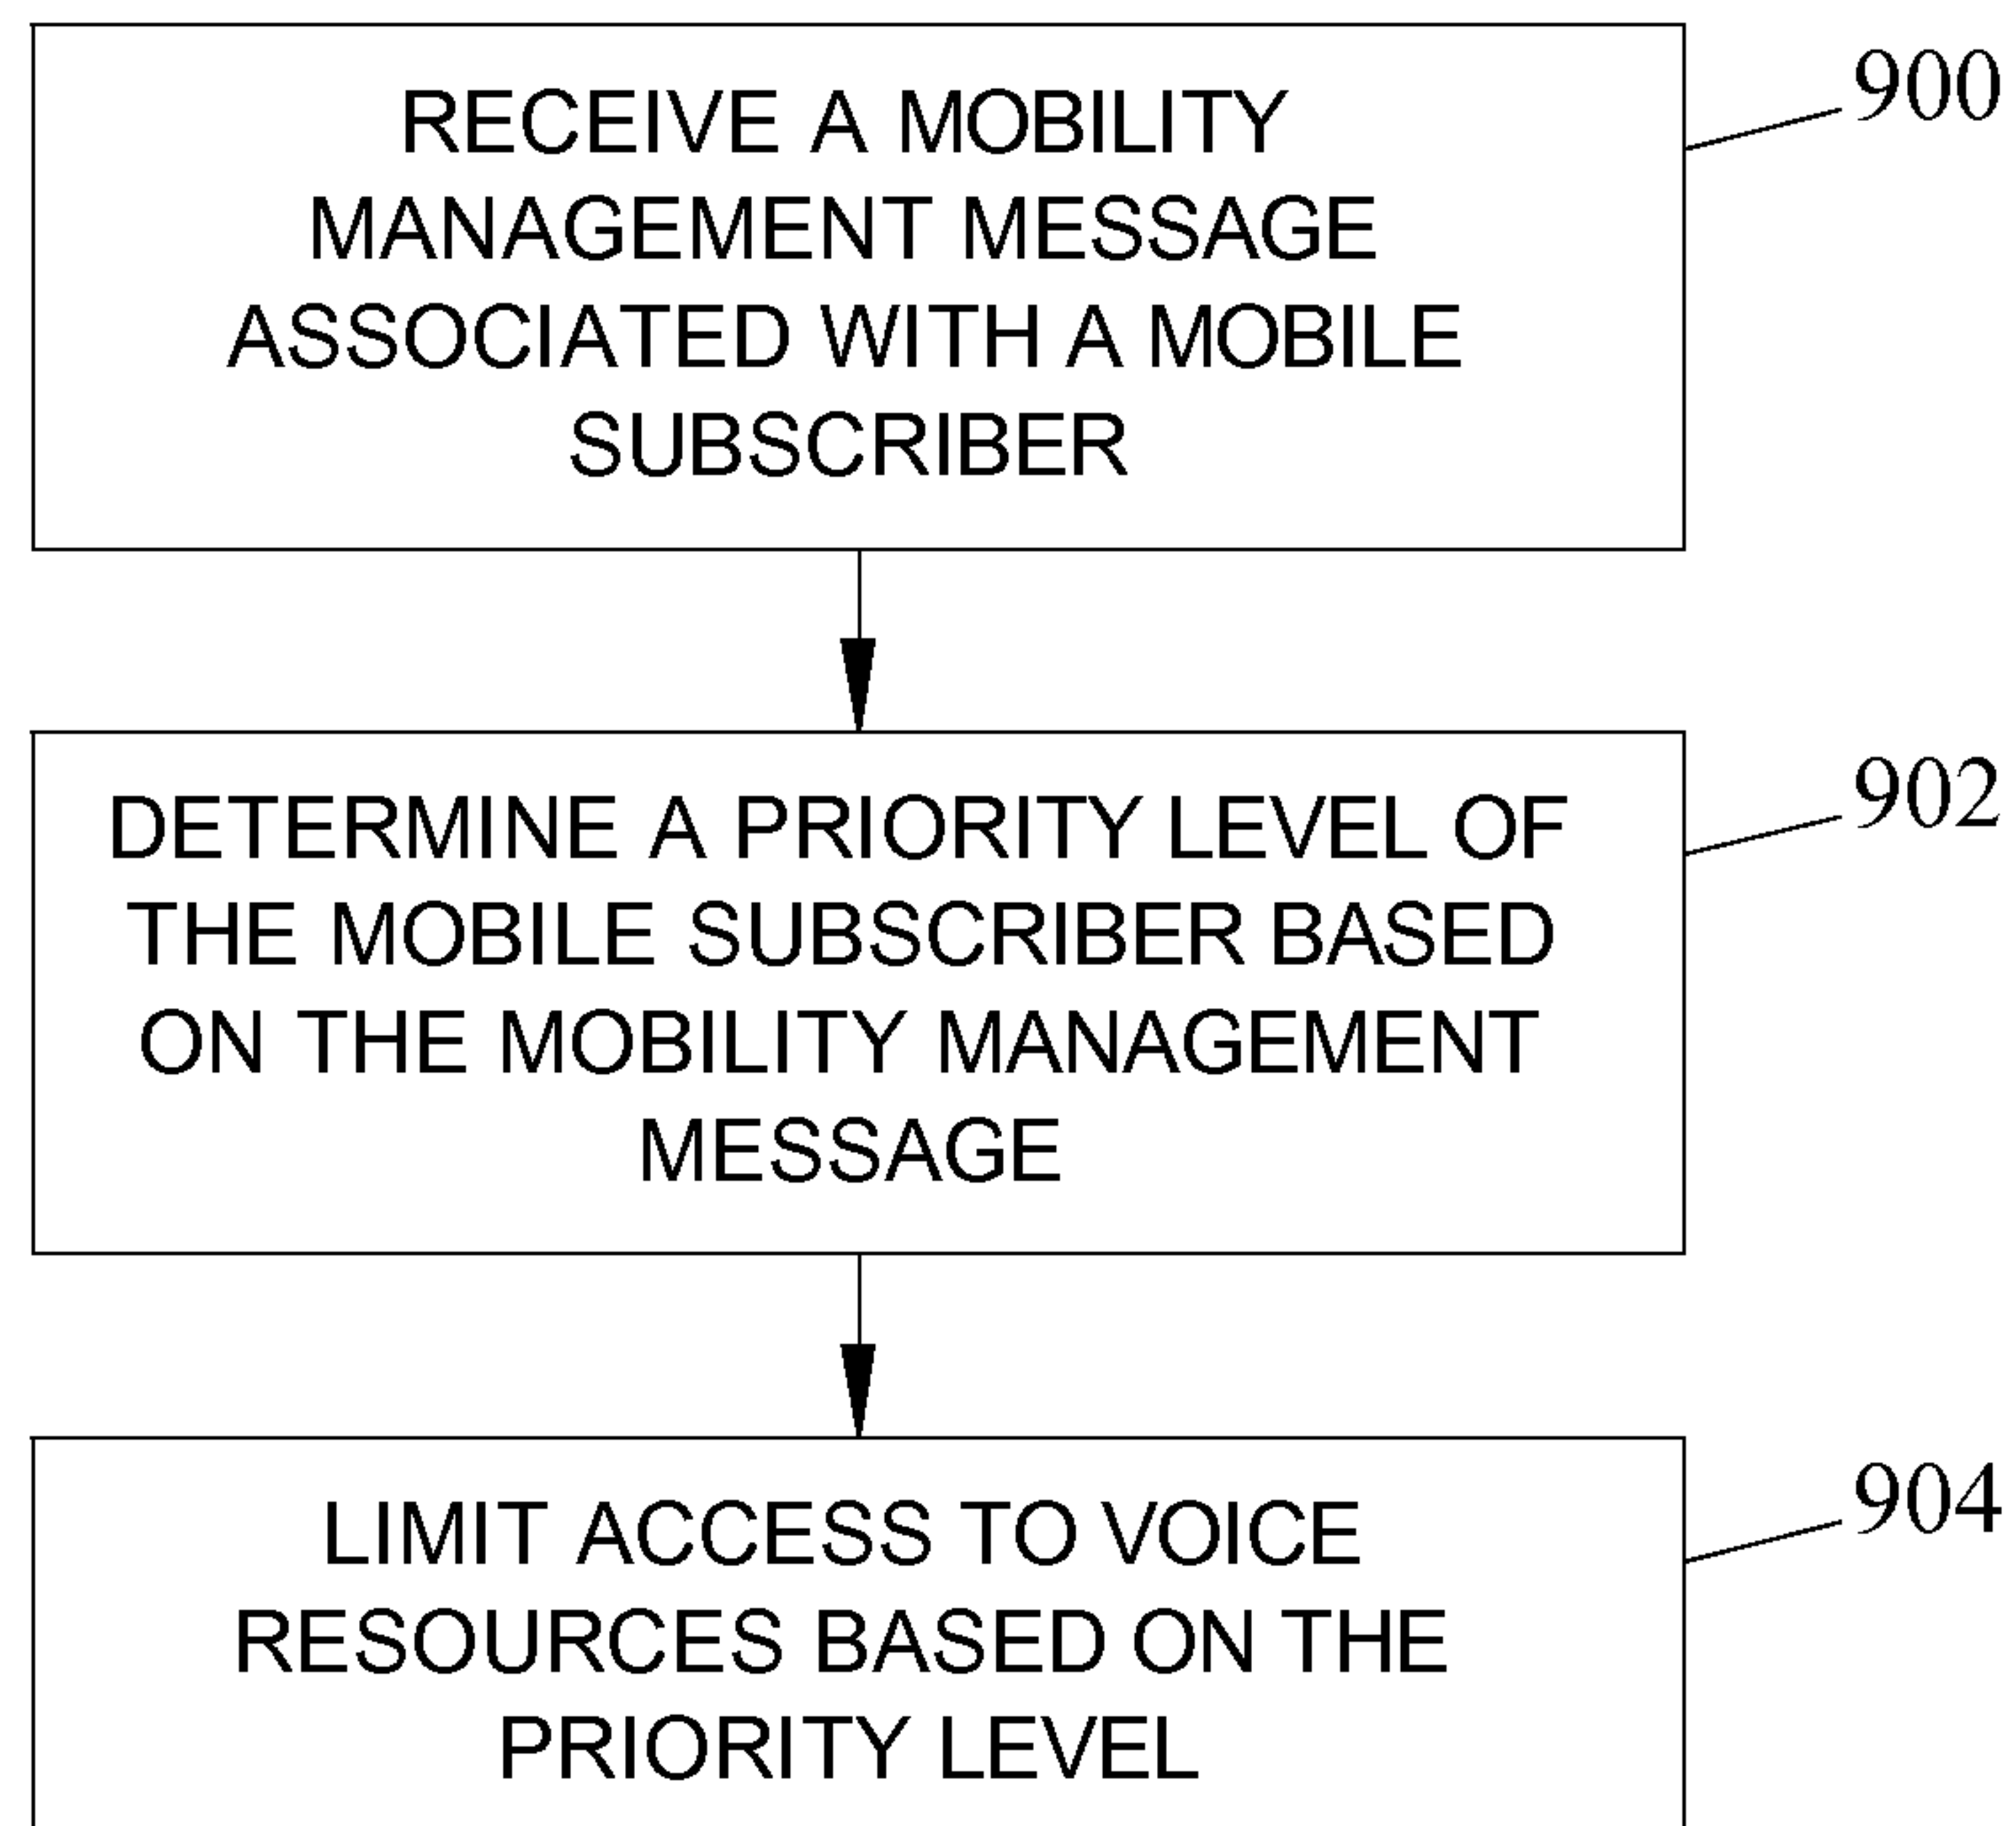 RECEIVE A MOBILITY
MANAGEMENT MESSAGE
ASSOCIATED WITH A MOBILE
SUBSCRIBER
900
DETERMINE A PRIORITY LEVEL OF
THE MOBILE SUBSCRIBER BASED
ON THE MOBILITY MANAGEMENT
MESSAGE
902
LIMIT ACCESS TO VOICE
RESOURCES BASED ON THE
PRIORITY LEVEL
904